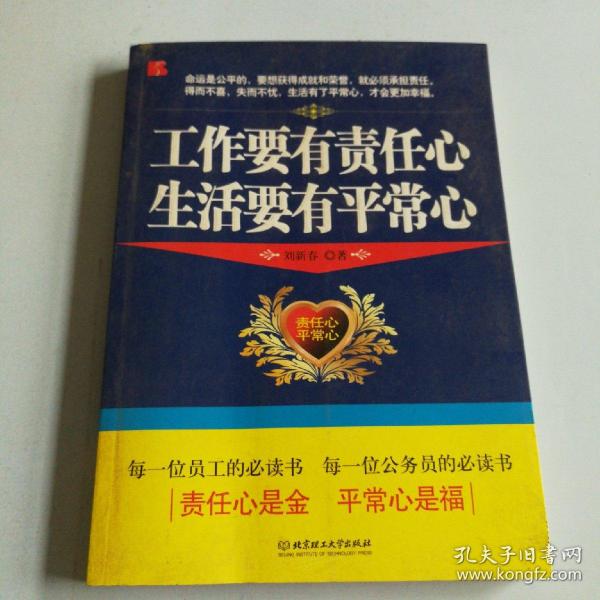 命运是公平的，要想获得成就和荣誉，就必须承担责任。
得而不喜，失而不忧，生活有了平常心，才会更加幸福。
工作要有责任心
生活要有平常心
刘新春 ◎著
责任心
平常心
每一位员工的必读书 每一位公务员的必读书
责任心是金 平常心是福
北京理工大学出版社
BEIJING INSTITUTE OF TECHNOLOGY PRESS
孔夫子旧书网
www.kongfz.com